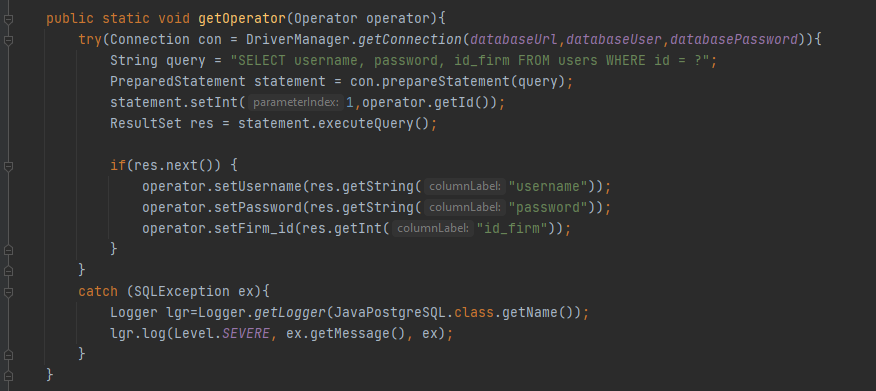 public static void getOperator(Operator operator){
try(Connection con = DriverManager.getConnection(databaseUrl,databaseUser,databasePassword)){
String query = "SELECT username, password, id_firm FROM users WHERE id = ?";
PreparedStatement statement = con.prepareStatement(query);
statement.setInt( parameterIndex: 1,operator.getId());
ResultSet res = statement.executeQuery();
if(res.next()) {
operator.setUsername(res.getString( columnLabel: "username"));
operator.setPassword(res.getString( columnLabel: "password"));
operator.setFirm_id(res.getInt( columnLabel: "id_firm"));
}
}
catch (SQLException ex){
Logger lgr=Logger.getLogger(JavaPostgreSQL.class.getName());
lgr.log(Level.SEVERE, ex.getMessage(), ex);
}
}